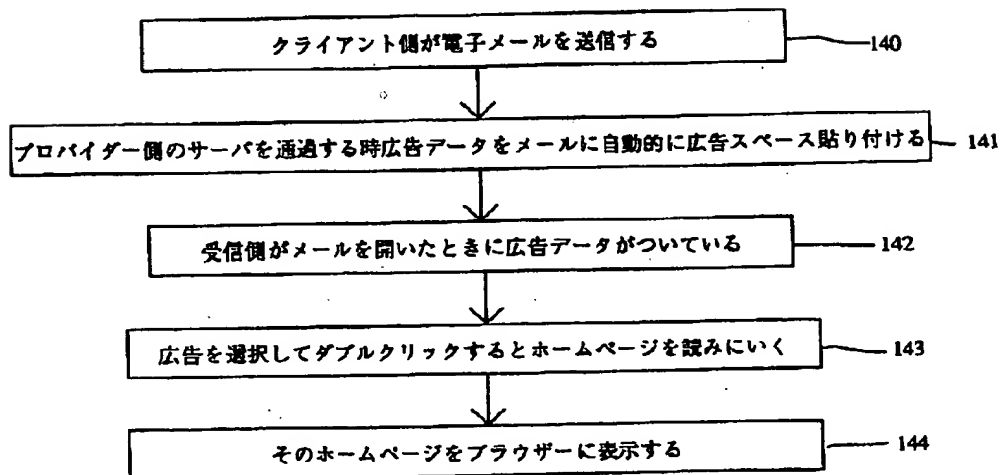 クライアント側が電子メールを送信する
140
プロバイダー側のサーバを通過する時広告データをメールに自動的に広告スペース貼り付ける
141
受信側がメールを開いたときに広告データがついている
142
広告を選択してダブルクリックするとホームページを読みにいく
143
そのホームページをブラウザーに表示する
144